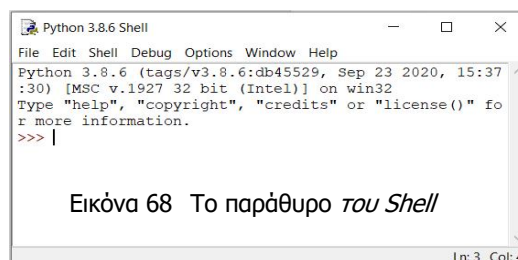 Python 3.8.6 Shell
File Edit Shell Debug Options Window Help
Python 3.8.6 (tags/v3.8.6:db45529, Sep 23 2020, 15:37
:30) [MSC v.1927 32 bit (Intel)] on win32
Type "help", "copyright", "credits" or "license()" fo
r more information.
>>>
Εικόνα 68 Το παράθυρο του Shell
Ln: 3 Col: 4